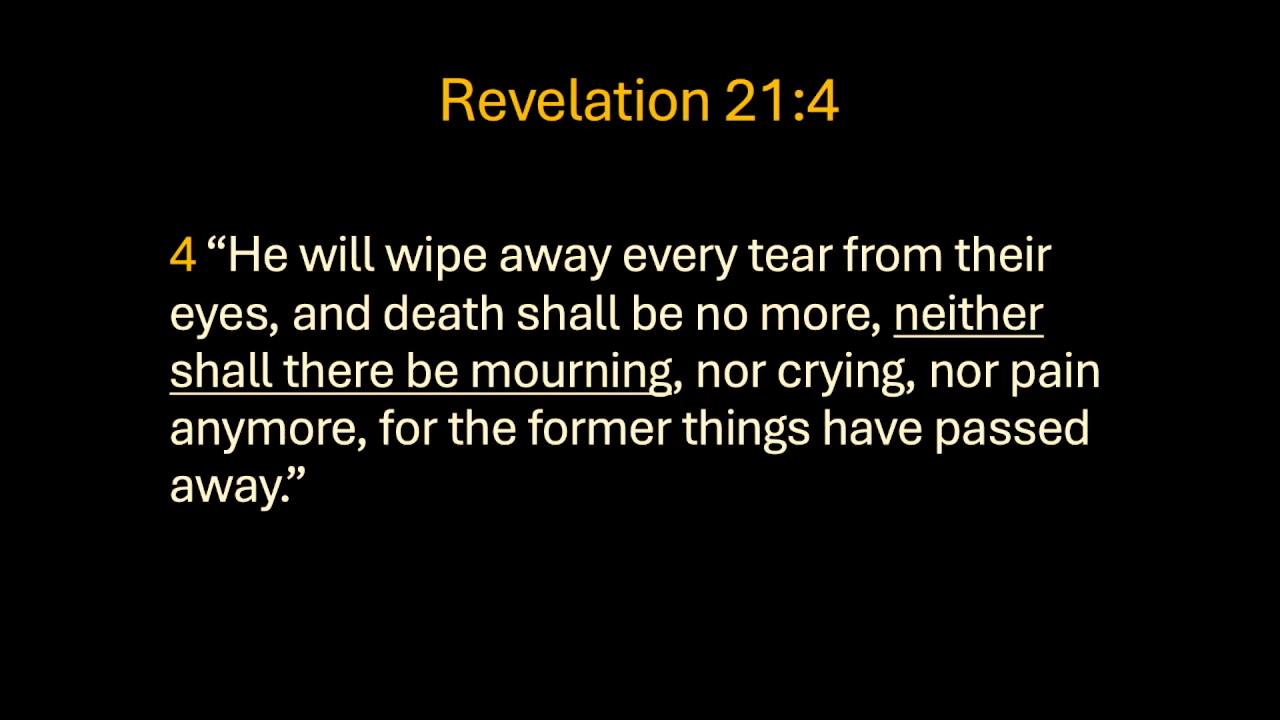 Revelation 21:4
4 “He will wipe away every tear from their
eyes, and death shall be no more, neither
shall there be mourning, nor crying, nor pain
anymore, for the former things have passed
away.”